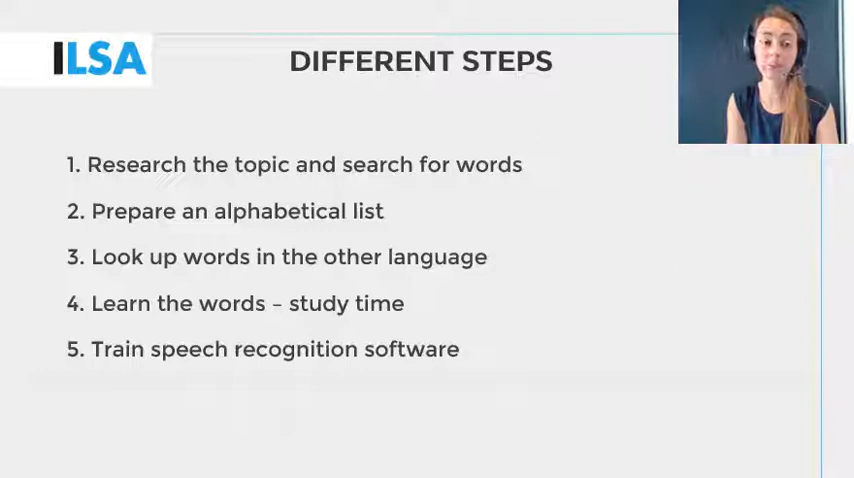 ILSA
DIFFERENT STEPS
1. Research the topic and search for words
2. Prepare an alphabetical list
3. Look up words in the other language
4. Learn the words – study time
5. Train speech recognition software